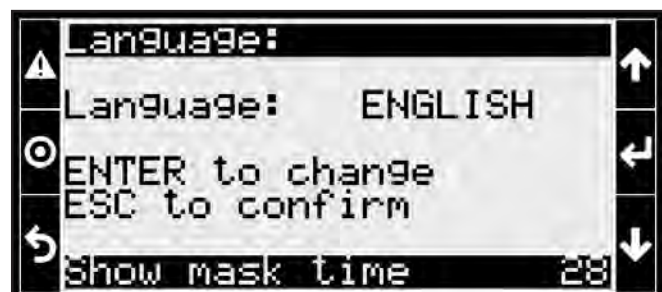 Language:
Language: ENGLISH
ENTER to change
ESC to confirm
Show mask time 28